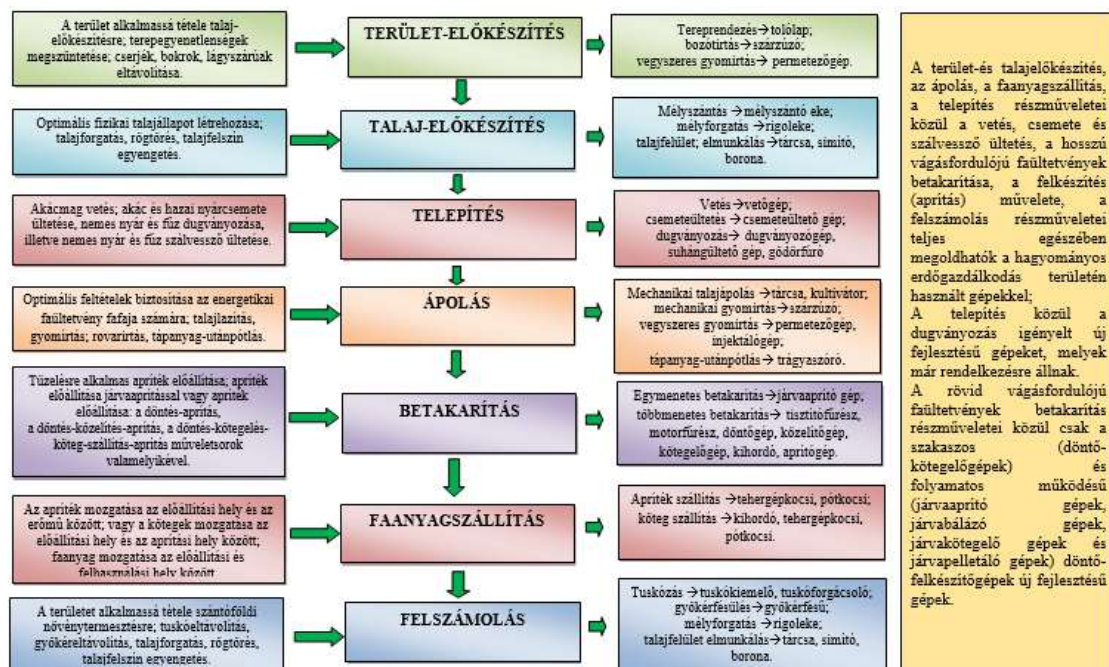 A terület alkalmassá tétele talaj-
előkészítésre; terepegyenetlenségek
megszüntetése; cserjék, bokrok, lágyszárúak
eltávolítása.
TERÜLET-ELŐKÉSZÍTÉS
Tereprendezés→tolólap;
bozótirtás→szárzúzó;
vegyszeres gyomirtás→ permetezőgép.
Optimális fizikai talajállapot létrehozása;
talajforgatás, rögtörés, talajfelszín
egyengetés.
TALAJ-ELŐKÉSZÍTÉS
Mélyszántás →mélyszántó eke;
mélyforgatás →rigoleke;
talajfelület; elmunkálás→tárcsa, simító,
borona.
Akácmag vetés; akác és hazai nyárcsemete
ültetése, nemes nyár és fűz dugványozása,
illetve nemes nyár és fűz szálvessző ültetése.
TELEPÍTÉS
Vetés→vetőgép;
csemeteültetés→ csemeteültető gép;
dugványozás→ dugványozógép,
suhángültető gép, gödörfúró
Optimális feltételek biztosítása az energetikai
faültetvény fafaja számára; talajlazítás,
gyomirtás; rovarirtás, tápanyag-utánpótlás.
ÁPOLÁS
Mechanikai talajápolás→tárcsa, kultivátor;
mechanikai gyomirtás→szárzúzó;
vegyszeres gyomirtás→permetezőgép,
injektálógép;
tápanyag-utánpótlás→ trágyaszóró.
Tüzelésre alkalmas apríték előállítása; apríték
előállítása járvaaprítással vagy apríték
előállítása: a döntés-aprítás,
a döntés-közelítés-aprítás, a döntés-kötegelés-
köteg-szállítás-aprítás műveletsorok
valamelyikével.
BETAKARÍTÁS
Egymenetes betakarítás→járvaaprító gép,
többmenetes betakarítás→ tisztítófűrész,
motorfűrész, döntőgép, közelítőgép,
kötegelőgép, kihordó, aprítógép.
Az apríték mozgatása az előállítási hely és az
erőmű között; vagy a kötegek mozgatása az
előállítási hely és az aprítási hely között;
faanyag mozgatása az előállítási és
felhasználási hely között
FAANYAGSZÁLLÍTÁS
Apríték szállítás→tehergépkocsi, pótkocsi;
köteg szállítás →kihordó, tehergépkocsi,
pótkocsi.
A területet alkalmassá tétele szántóföldi
növénytermesztésre; tuskóeltávolítás,
gyökéreltávolítás, talajforgatás, rögtörés,
talajfelszín egyengetés.
FELSZÁMOLÁS
Tuskózás→tuskókiemelő, tuskóforgácsoló;
gyökérfésülés→gyökérfésű;
mélyforgatás→rigoleke;
talajfelület elmunkálás→tárcsa, simító,
borona.
A terület-és talajelőkészítés,
az ápolás, a faanyagszállítás,
a telepítés részműveletei
közül a vetés, csemete és
szálvessző ültetés, a hosszú
vágásfordulójú faültetvények
betakarítása, a felkészítés
(aprítás) művelete, a
felszámolás részműveletei
teljes egészében
megoldhatók a hagyományos
erdőgazdálkodás területén
használt gépekkel;
A telepítés közül a
dugványozás igényelt új
fejlesztésű gépeket, melyek
már rendelkezésre állnak.
A rövid vágásfordulójú
faültetvények betakarítás
részműveletei közül csak a
szakaszos (döntő-
kötegelőgépek) és
folyamatos működésű
(járvaaprító gépek,
járvabálázó gépek,
járvakötegelő gépek és
járvapelletáló gépek) döntő-
felkészítőgépek új fejlesztésű
gépek.